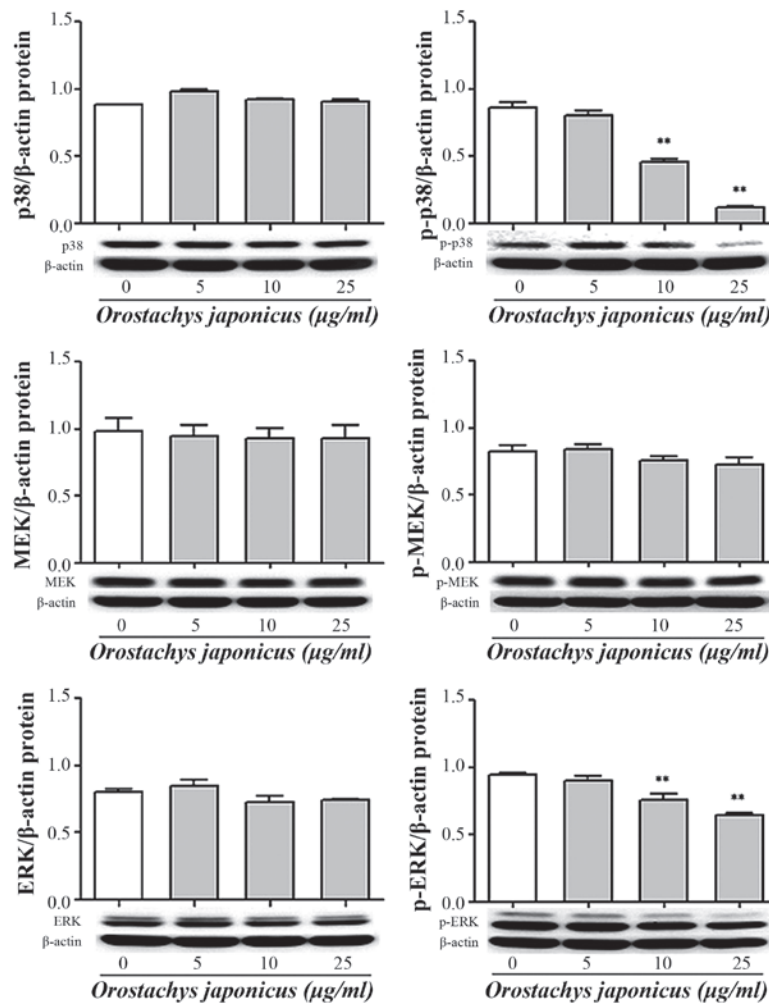 p38/β-actin protein
1.5
1.0
0.5
0.0
p38
β-actin
0 5 10 25
Orostachys japonicus (μg/ml)
p-p38/β-actin protein
1.5
1.0
0.5
0.0
**
**
p-p38
β-actin
0 5 10 25
Orostachys japonicus (μg/ml)
MEK/β-actin protein
1.5
1.0
0.5
0.0
MEK
β-actin
0 5 10 25
Orostachys japonicus (μg/ml)
p-MEK/β-actin protein
1.5
1.0
0.5
0.0
p-MEK
β-actin
0 5 10 25
Orostachys japonicus (μg/ml)
ERK/β-actin protein
1.5
1.0
0.5
0.0
ERK
β-actin
0 5 10 25
Orostachys japonicus (μg/ml)
p-ERK/β-actin protein
1.5
1.0
0.5
0.0
**
**
p-ERK
β-actin
0 5 10 25
Orostachys japonicus (μg/ml)